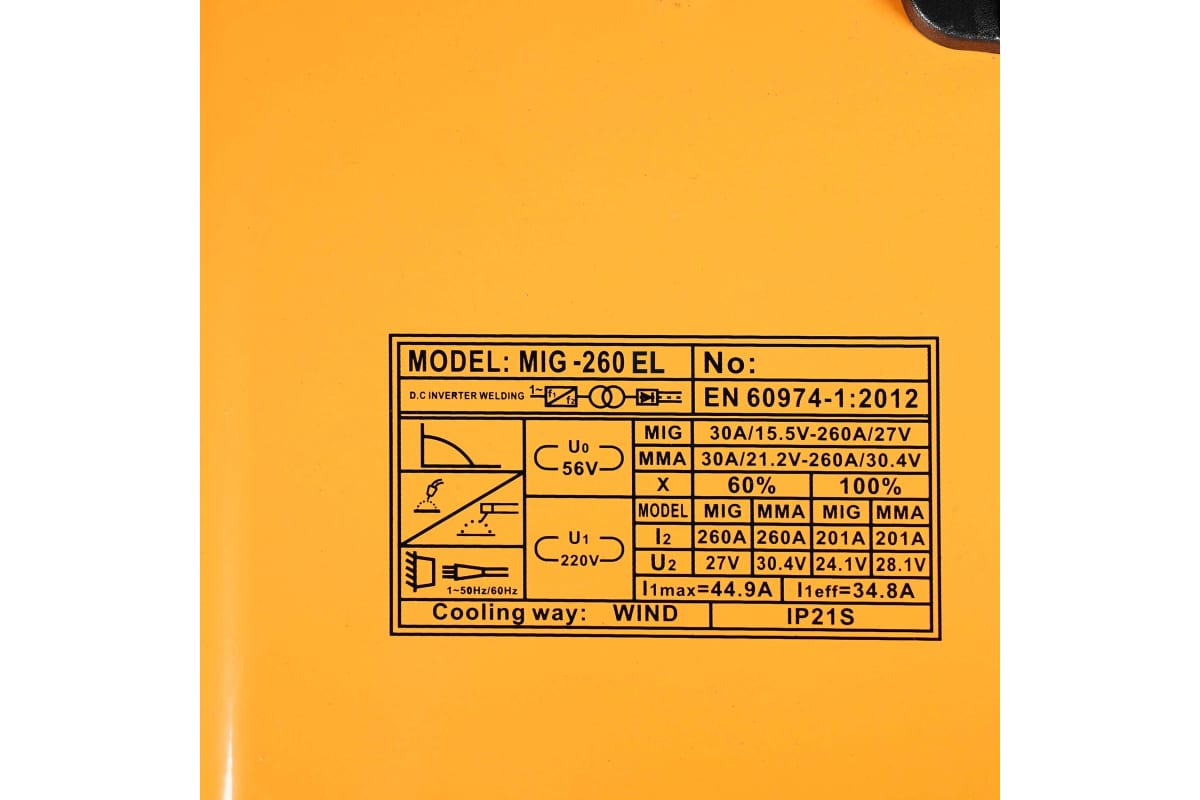 MODEL: MIG -260 EL No:
D.C INVERTER WELDING 1~ f1 f2 EN 60974-1:2012
U0 56V
MIG 30A/15.5V-260A/27V
MMA 30A/21.2V-260A/30.4V
X 60% 100%
MODEL MIG MMA MIG MMA
U1 220V
I2 260A 260A 201A 201A
U2 27V 30.4V 24.1V 28.1V
1~50Hz/60Hz I1max=44.9A I1eff=34.8A
Cooling way: WIND IP21S